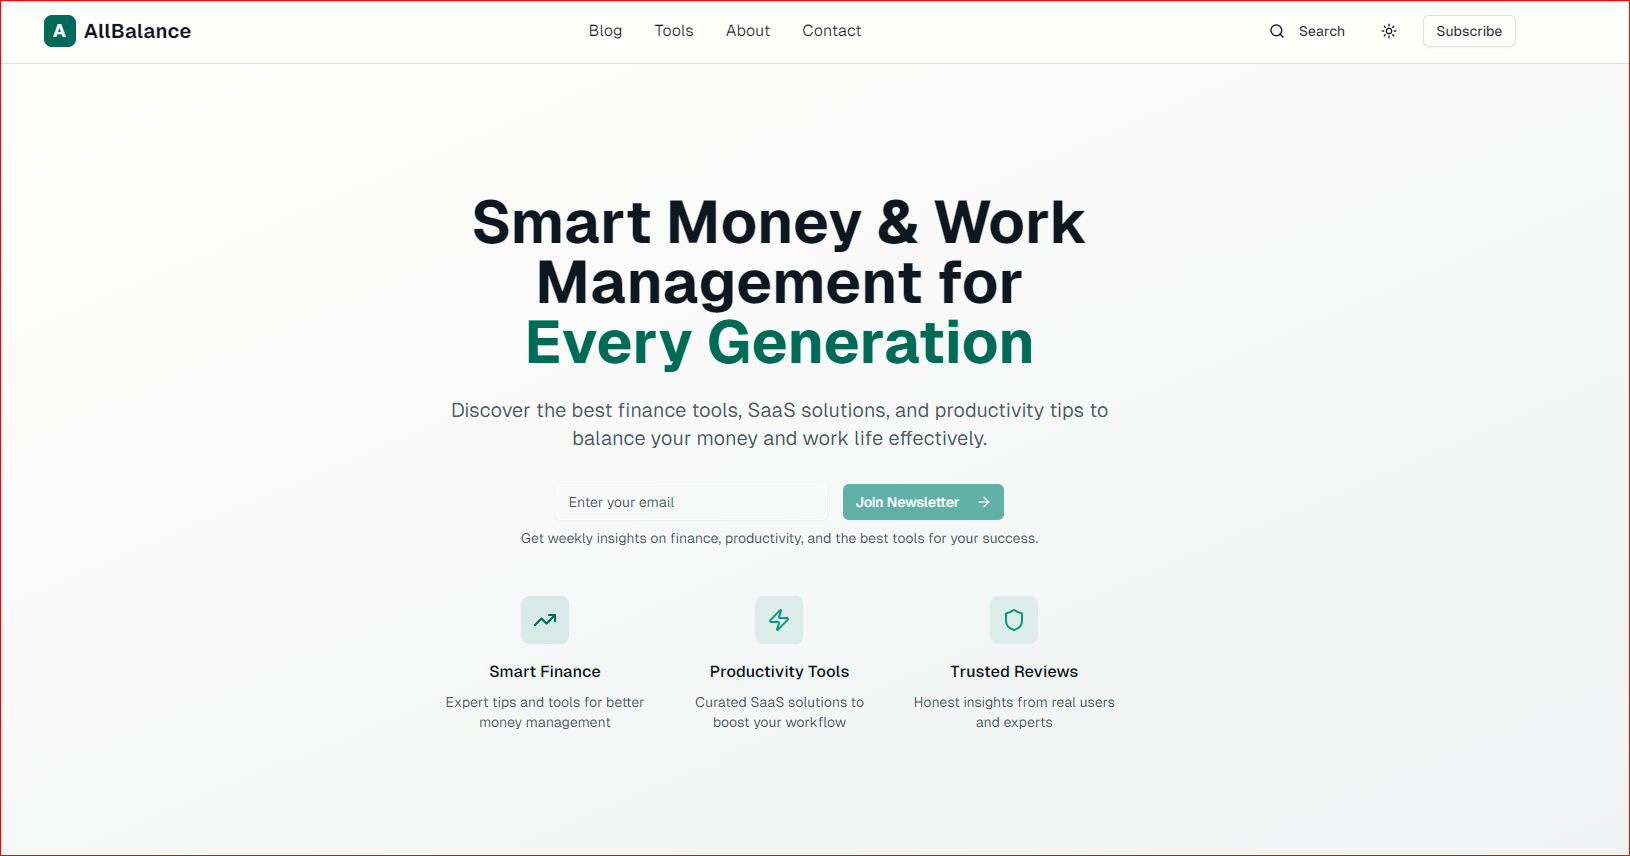 A AllBalance
Blog Tools About Contact
Search
Subscribe
Smart Money & Work
Management for
Every Generation
Discover the best finance tools, SaaS solutions, and productivity tips to
balance your money and work life effectively.
Enter your email
Join Newsletter
Get weekly insights on finance, productivity, and the best tools for your success.
Smart Finance
Expert tips and tools for better
money management
Productivity Tools
Curated SaaS solutions to
boost your workflow
Trusted Reviews
Honest insights from real users
and experts